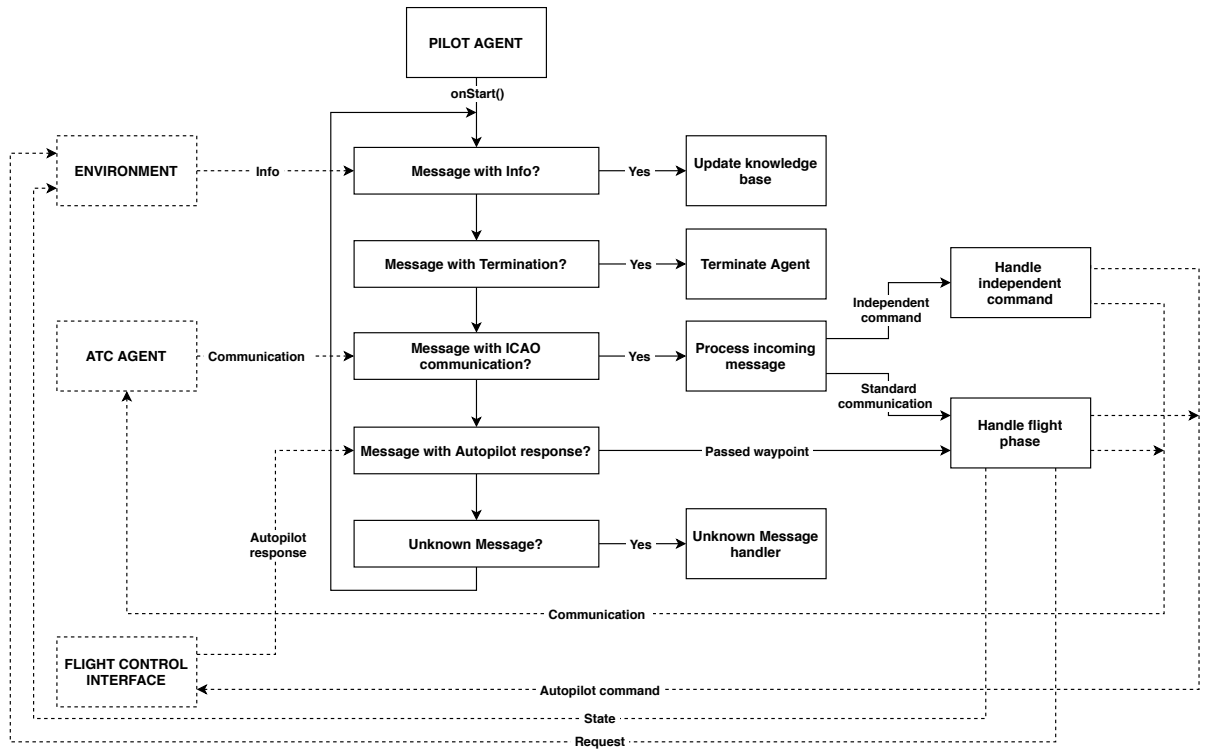 PILOT AGENT
onStart()
ENVIRONMENT
Info
Message with Info?
Yes
Update knowledge
base
Message with Termination?
Yes
Terminate Agent
Handle
independent
command
Independent
command
ATC AGENT
Communication
Message with ICAO
communication?
Yes
Process incoming
message
Standard
communication
Handle flight
phase
Message with Autopilot response?
Passed waypoint
Autopilot
response
Unknown Message?
Yes
Unknown Message
handler
Communication
FLIGHT CONTROL
INTERFACE
Autopilot command
State
Request